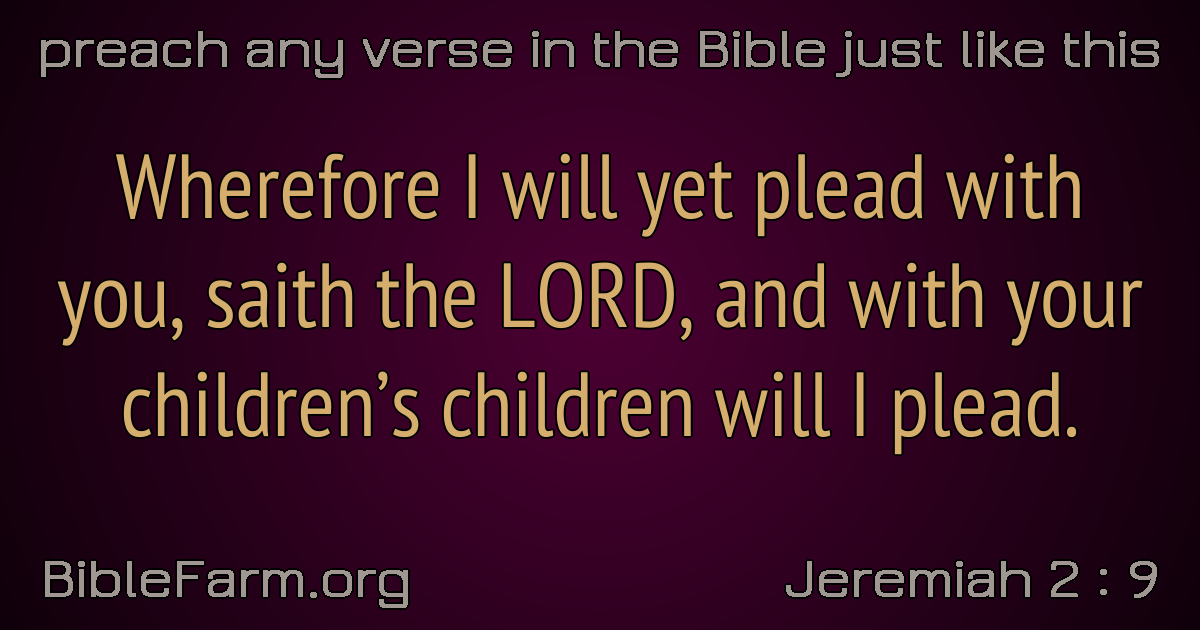 preach any verse in the Bible just like this
Wherefore I will yet plead with
you, saith the LORD, and with your
children’s children will I plead.
BibleFarm.org
Jeremiah 2 : 9